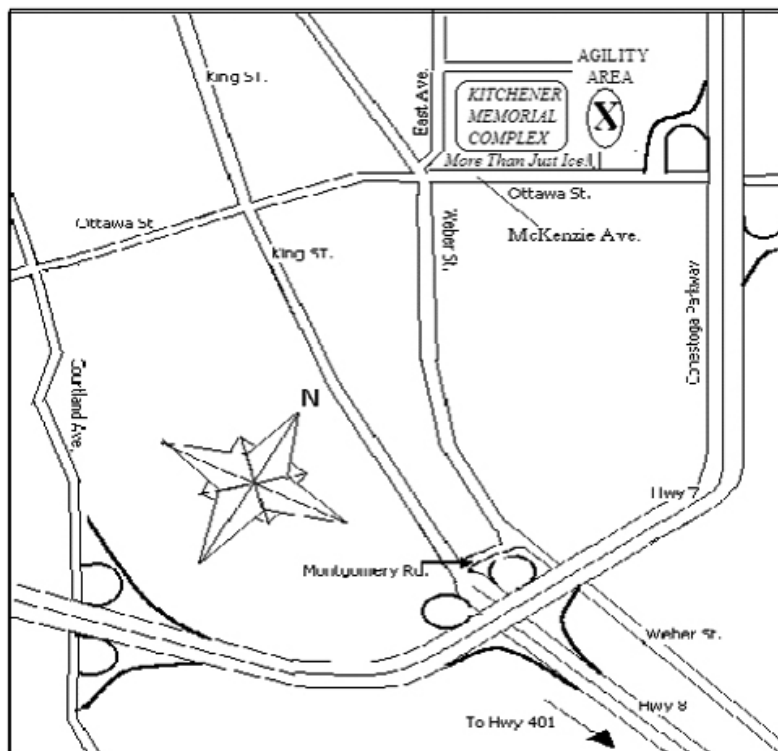 King ST.
East Ave.
AGILITY
AREA
KITCHENER
MEMORIAL
COMPLEX
X
More Than Just Ice
Ottawa St.
Ottawa St
McKenzie Ave.
King ST.
Weber St.
Conestoga Parkway
Courtland Ave.
N
Hwy 7
Montgomery Rd.
Weber St.
Hwy 8
To Hwy 401